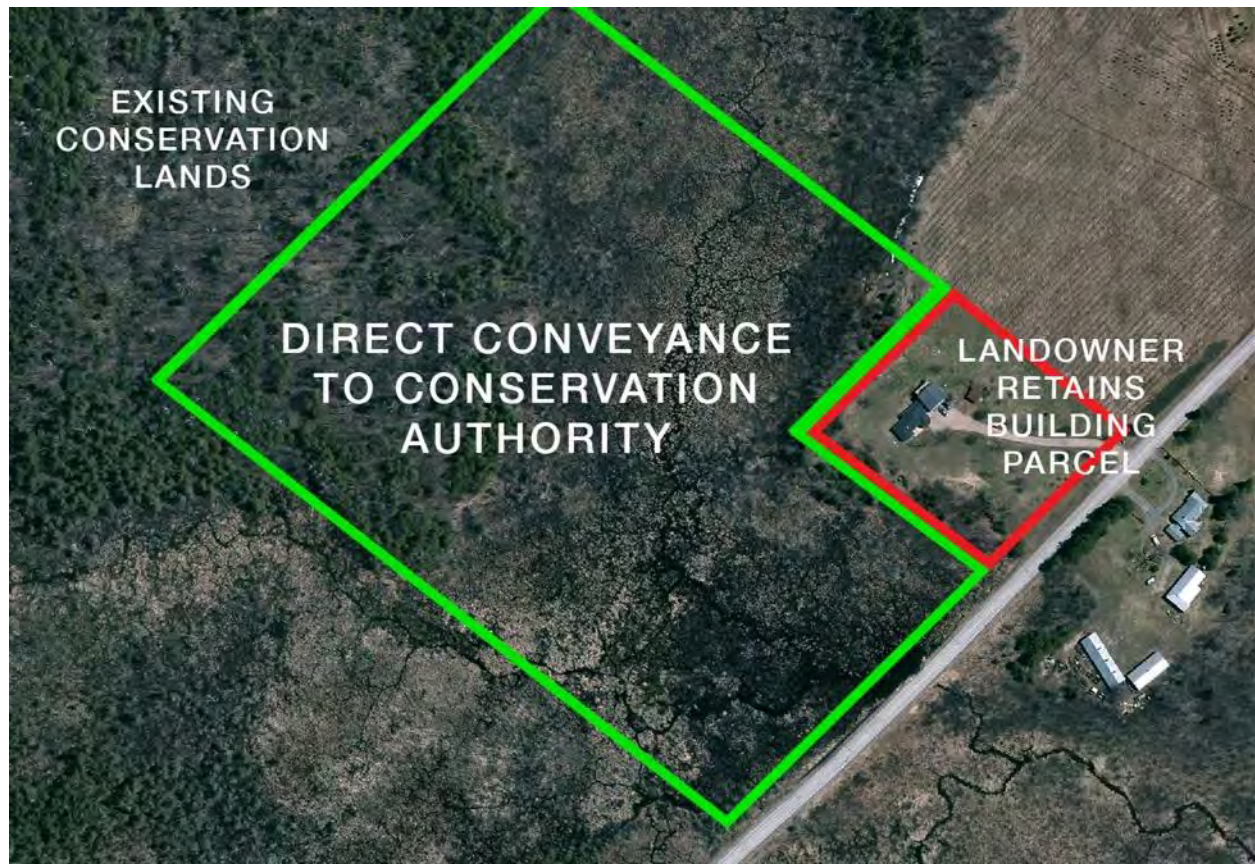 EXISTING
CONSERVATION
LANDS
DIRECT CONVEYANCE
TO CONSERVATION
AUTHORITY
LANDOWNER
RETAINS
BUILDING
PARCEL